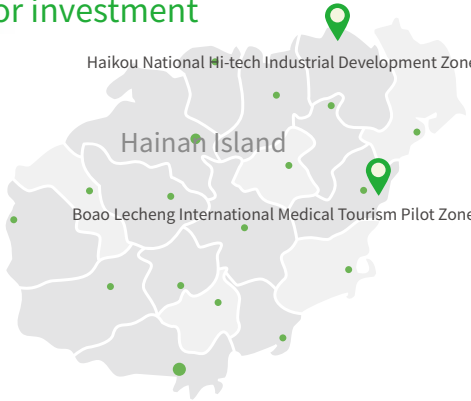 or investment
Haikou National Hi-tech Industrial Development Zone
Hainan Island
Boao Lecheng International Medical Tourism Pilot Zone